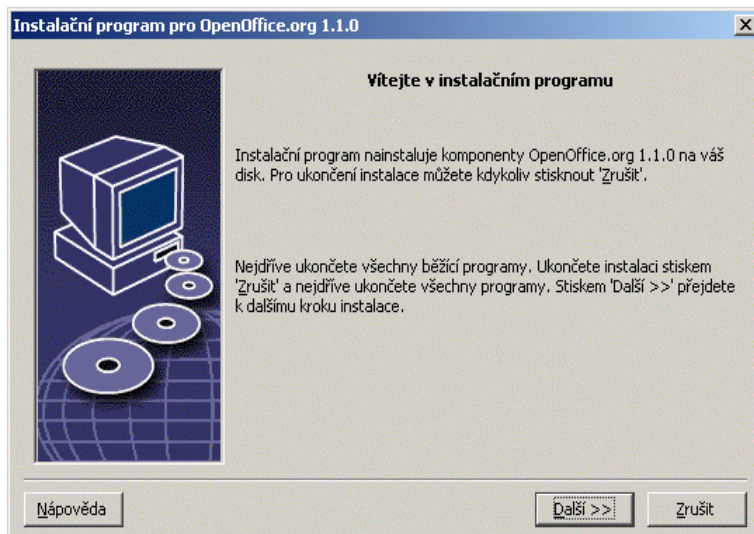 Instalační program pro OpenOffice.org 1.1.0
Vítejte v instalačním programu
Instalační program nainstaluje komponenty OpenOffice.org 1.1.0 na váš
disk. Pro ukončení instalace můžete kdykoliv stisknout 'Zrušit'.
Nejdříve ukončete všechny běžící programy. Ukončete instalaci stiskem
'Zrušit' a nejdříve ukončete všechny programy. Stiskem 'Další >>' přejdete
k dalšímu kroku instalace.
Nápověda
Další >>
Zrušit